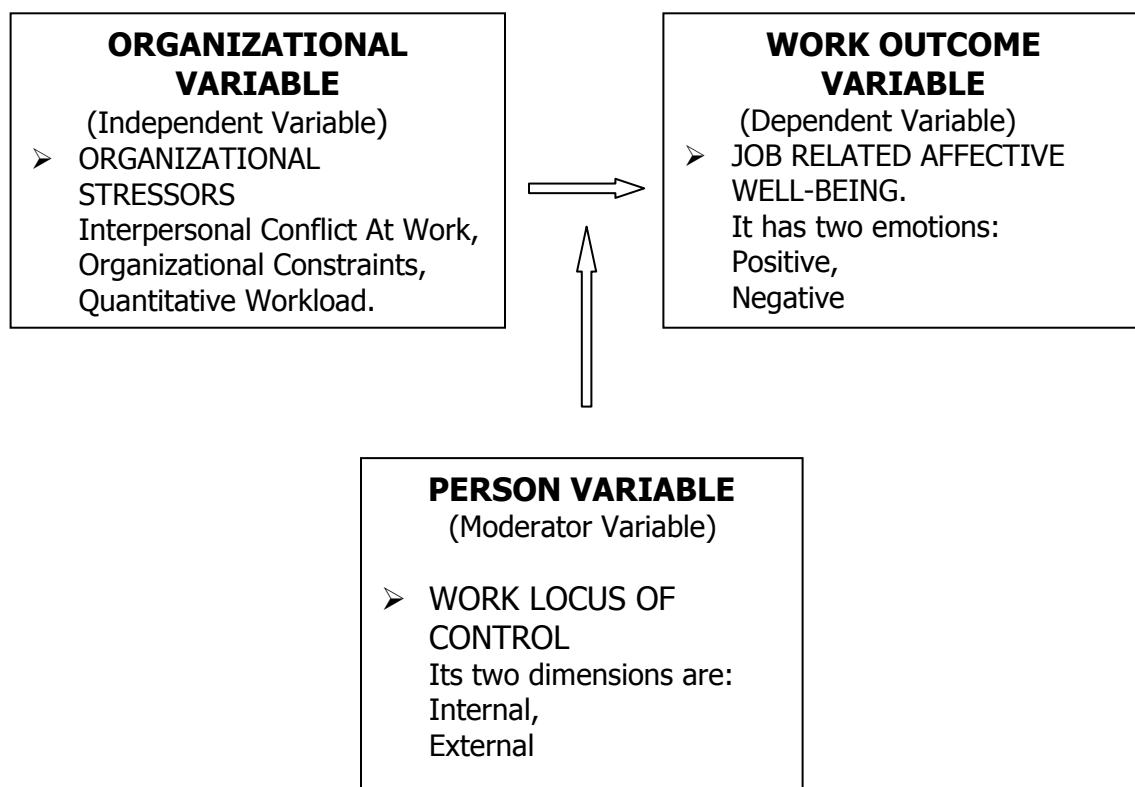 ORGANIZATIONAL
VARIABLE
(Independent Variable)
➢ ORGANIZATIONAL
STRESSORS
Interpersonal Conflict At Work,
Organizational Constraints,
Quantitative Workload.
WORK OUTCOME
VARIABLE
(Dependent Variable)
➢ JOB RELATED AFFECTIVE
WELL-BEING.
It has two emotions:
Positive,
Negative
PERSON VARIABLE
(Moderator Variable)
➢ WORK LOCUS OF
CONTROL
Its two dimensions are:
Internal,
External